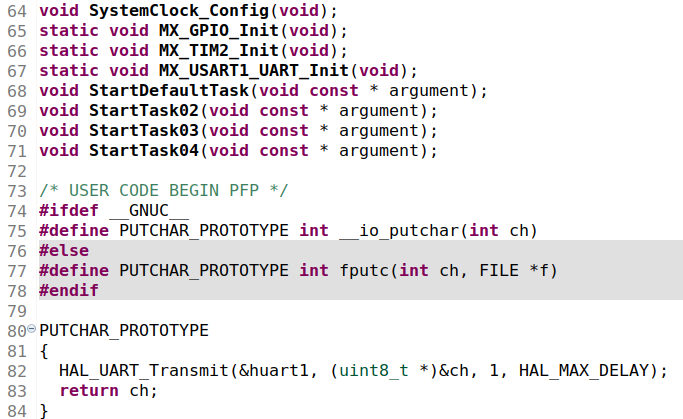 64 void SystemClock_Config(void);
65 static void MX_GPIO_Init(void);
66 static void MX_TIM2_Init(void);
67 static void MX_USART1_UART_Init(void);
68 void StartDefaultTask(void const * argument);
69 void StartTask02(void const * argument);
70 void StartTask03(void const * argument);
71 void StartTask04(void const * argument);
72
73 /* USER CODE BEGIN PFP */
74 #ifdef __GNUC__
75 #define PUTCHAR_PROTOTYPE int __io_putchar(int ch)
76 #else
77 #define PUTCHAR_PROTOTYPE int fputc(int ch, FILE *f)
78 #endif
79
80 PUTCHAR_PROTOTYPE
81 {
82   HAL_UART_Transmit(&huart1, (uint8_t *)&ch, 1, HAL_MAX_DELAY);
83   return ch;
84 }